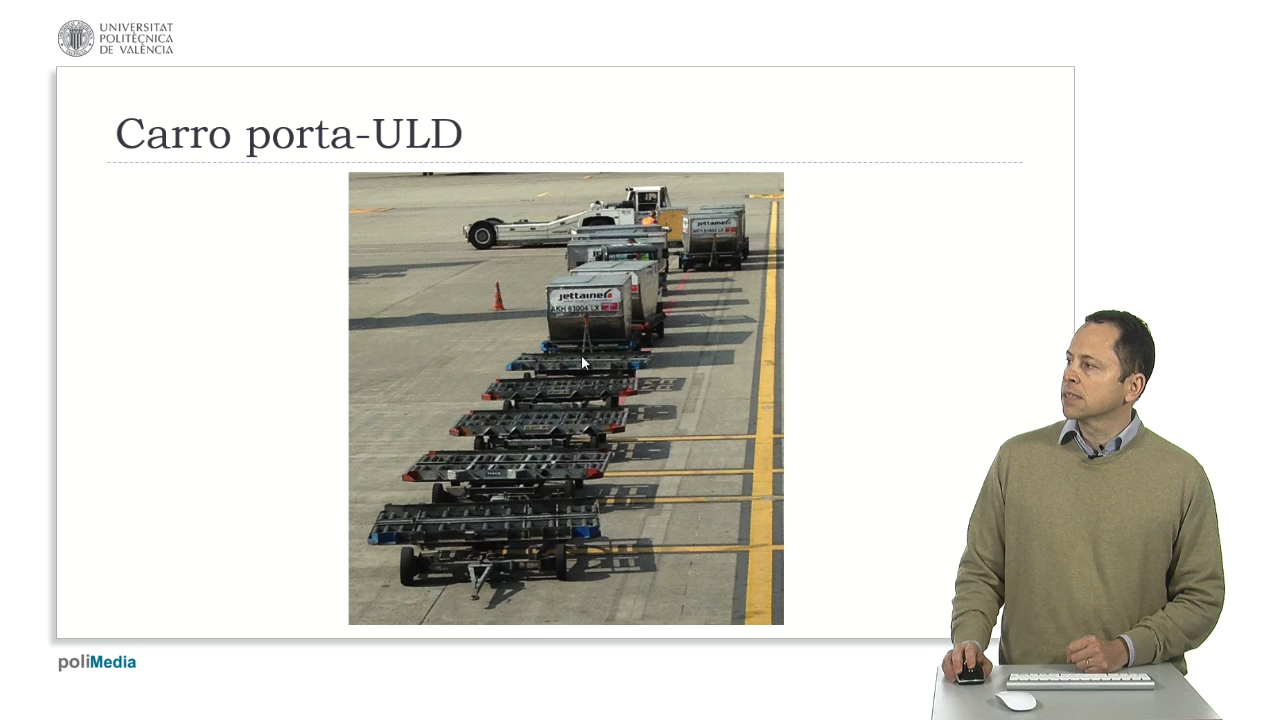 UNIVERSITAT
POLITÈCNICA
DE VALÈNCIA
Carro porta-ULD
jettainer
jettainer
poliMedia